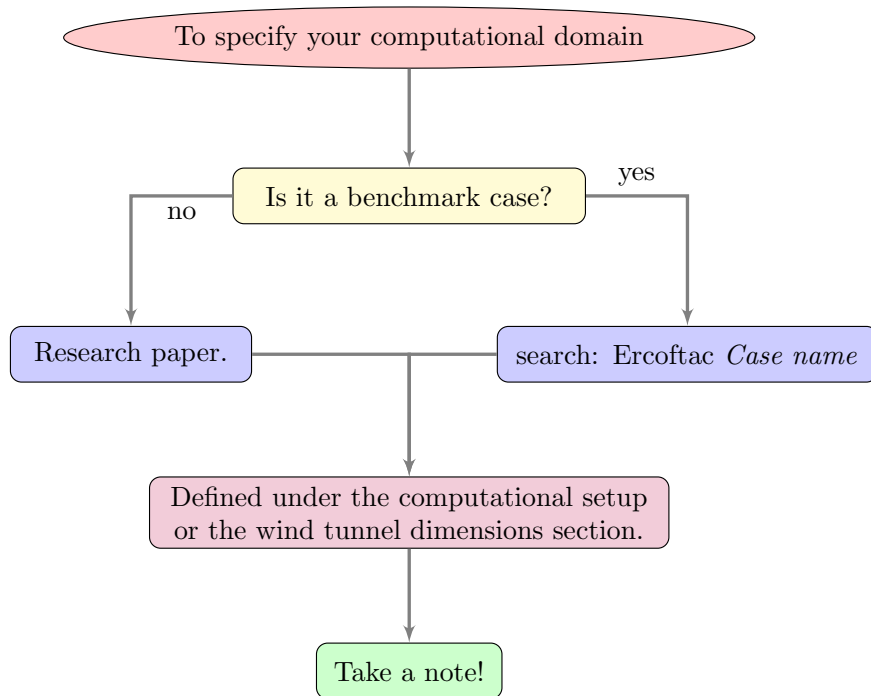 To specify your computational domain
Is it a benchmark case?
yes
no
Research paper.
search: Ercoftac Case name
Defined under the computational setup
or the wind tunnel dimensions section.
Take a note!